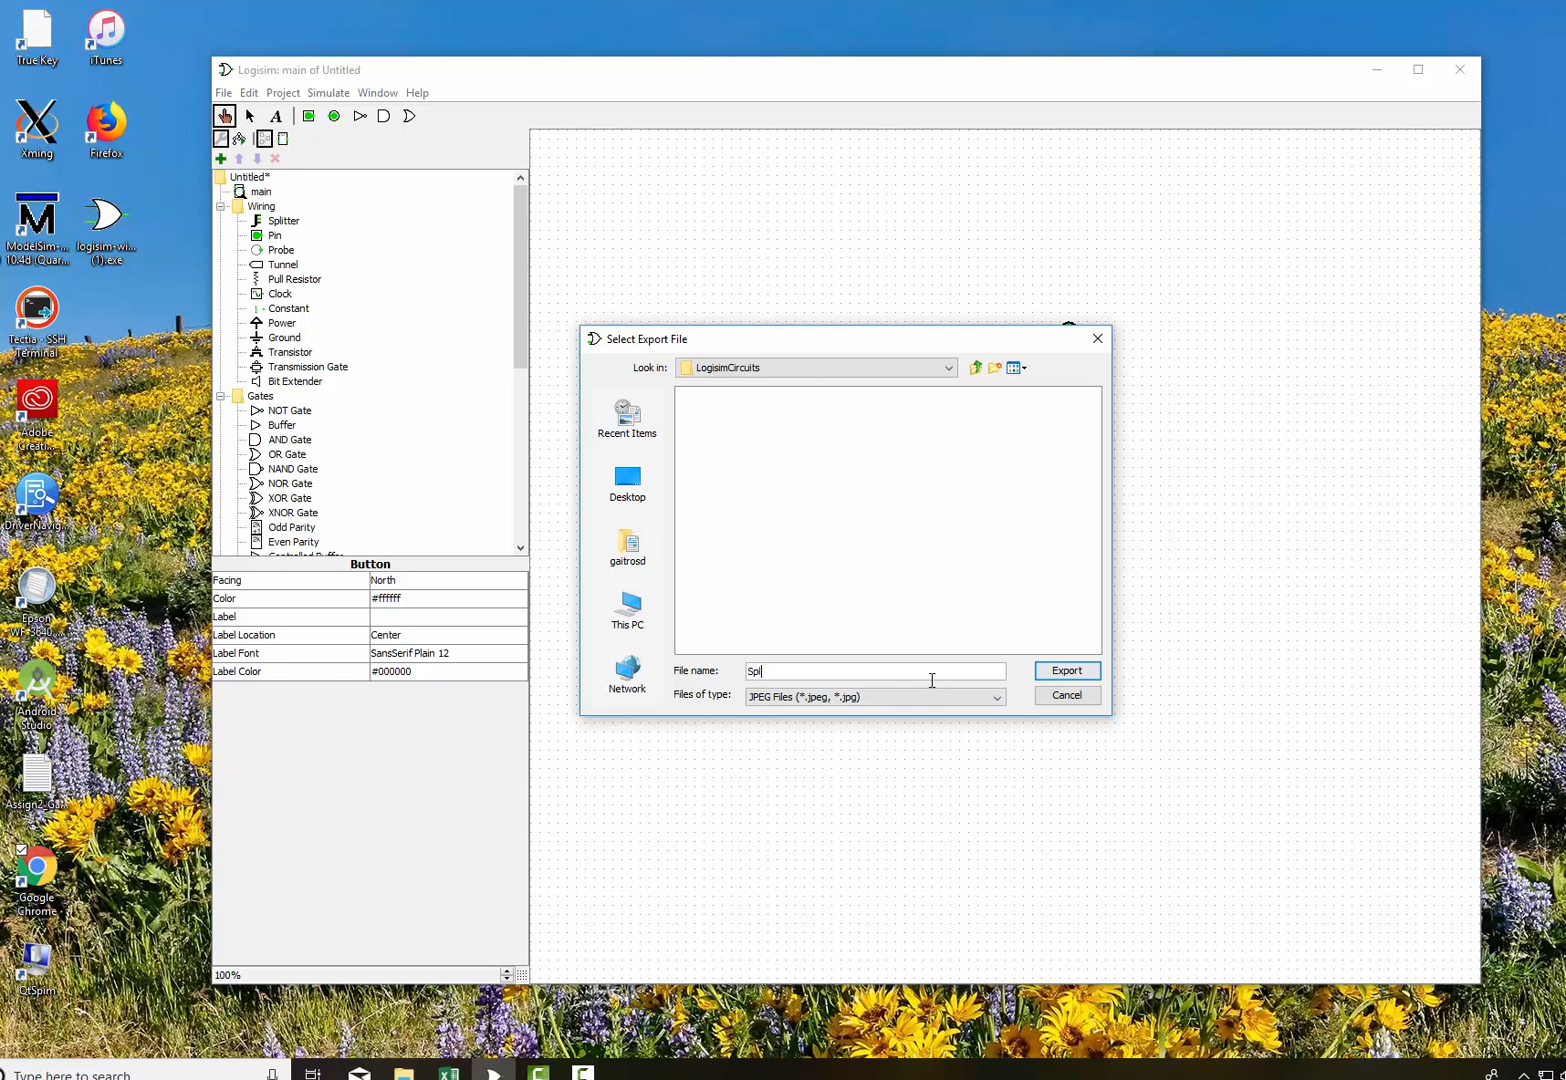 True Key
iTunes
Xming
Firefox
ModelSim-...
10.4d (Quar...
logisim-wi...
(1).exe
Tectia - SSH
Terminal
Adobe
Creati...
DriverNavig...
Epson
WF-3640...
Android
Studio
Assign2_Ga...
Google
Chrome
QtSpim
Logisim: main of Untitled
File Edit Project Simulate Window Help
A
Untitled*
main
Wiring
Splitter
Pin
Probe
Tunnel
Pull Resistor
Clock
Constant
Power
Ground
Transistor
Transmission Gate
Bit Extender
Gates
NOT Gate
Buffer
AND Gate
OR Gate
NAND Gate
NOR Gate
XOR Gate
XNOR Gate
Odd Parity
Even Parity
Controlled Buffer
Button
Facing North
Color #ffffff
Label
Label Location Center
Label Font SansSerif Plain 12
Label Color #000000
100%
Select Export File
Look in: LogisimCircuits
Recent Items
Desktop
gaitrosd
This PC
Network
File name: Spl
Export
Files of type: JPEG Files (*.jpeg, *.jpg)
Cancel
Type here to search